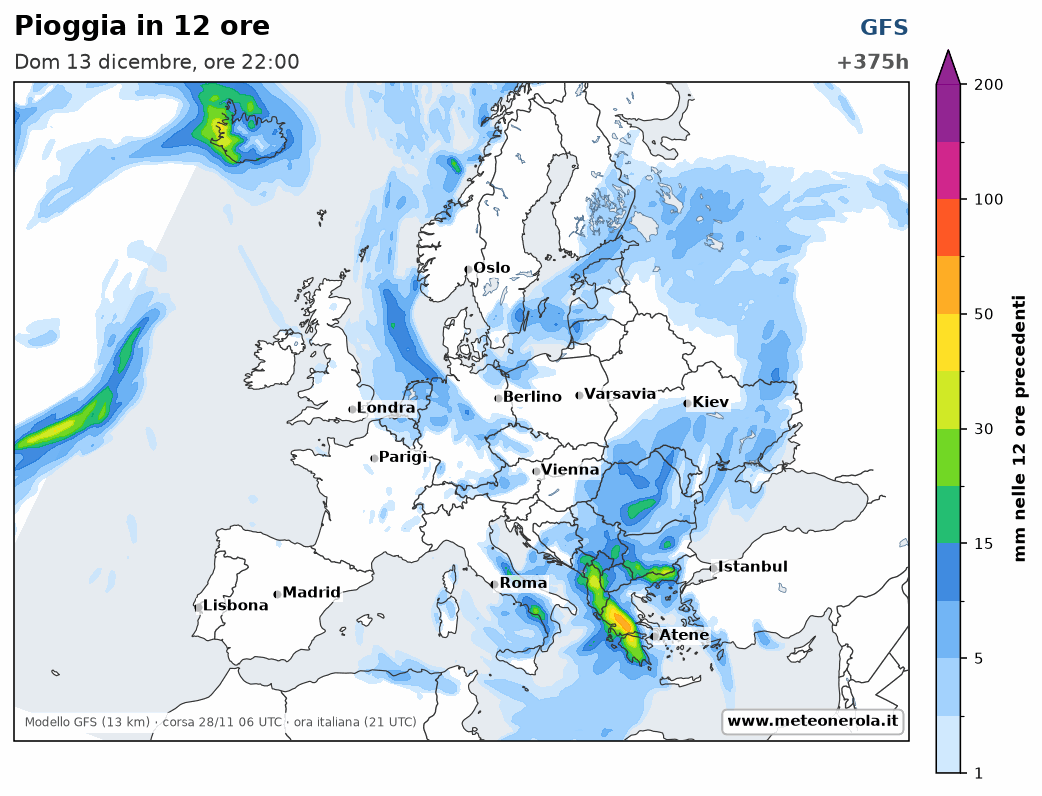 Pioggia in 12 ore
GFS
Dom 13 dicembre, ore 22:00
+375h
200
100
50
30
15
5
1
mm nelle 12 ore precedenti
Oslo
Londra
Berlino
Varsavia
Kiev
Parigi
Vienna
Istanbul
Roma
Madrid
Lisbona
Atene
Modello GFS (13 km) · corsa 28/11 06 UTC · ora italiana (21 UTC)
www.meteonerola.it